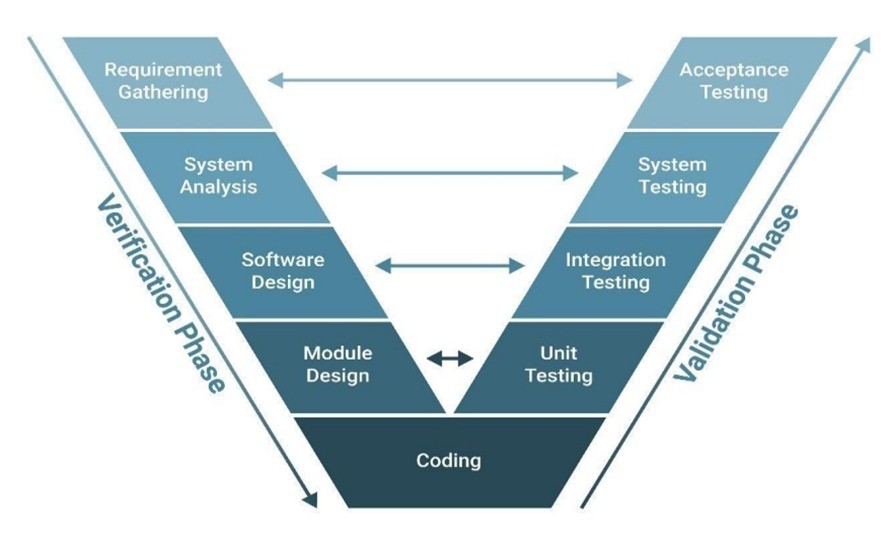 Requirement
Gathering
Acceptance
Testing
System
Analysis
System
Testing
Software
Design
Integration
Testing
Module
Design
Unit
Testing
Coding
Verification Phase
Validation Phase